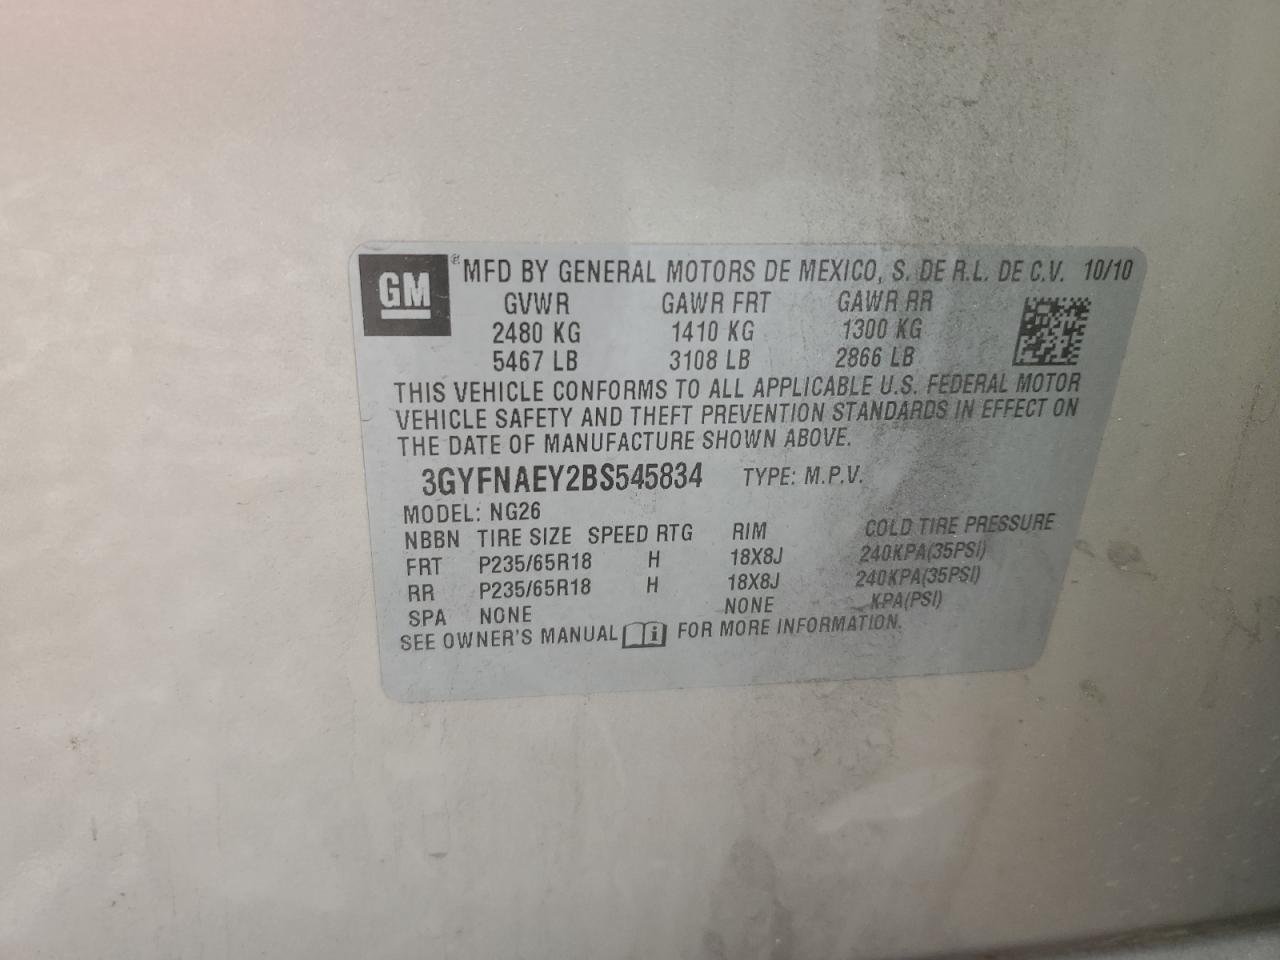 GM ® MFD BY GENERAL MOTORS DE MEXICO, S. DE R.L. DE C.V. 10/10
GVWR GAWR FRT GAWR RR
2480 KG 1410 KG 1300 KG
5467 LB 3108 LB 2866 LB
THIS VEHICLE CONFORMS TO ALL APPLICABLE U.S. FEDERAL MOTOR
VEHICLE SAFETY AND THEFT PREVENTION STANDARDS IN EFFECT ON
THE DATE OF MANUFACTURE SHOWN ABOVE.
3GYFNAEY2BS545834 TYPE: M.P.V.
MODEL: NG26
NBBN TIRE SIZE SPEED RTG RIM COLD TIRE PRESSURE
FRT P235/65R18 H 18X8J 240KPA(35PSI)
RR P235/65R18 H 18X8J 240KPA(35PSI)
SPA NONE NONE KPA(PSI)
SEE OWNER'S MANUAL FOR MORE INFORMATION.